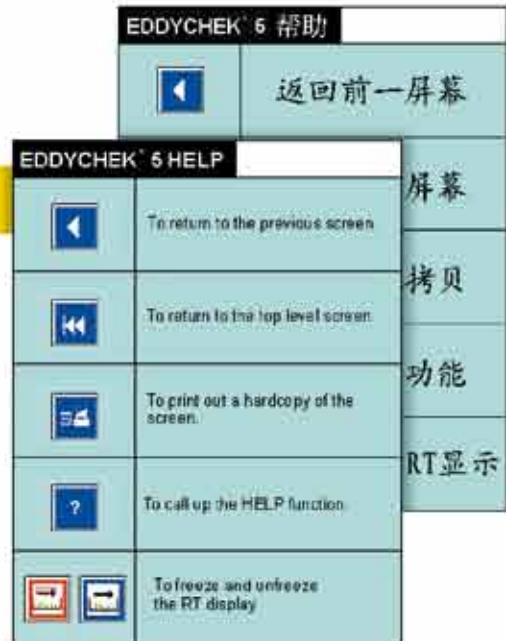 EDDYCHEK® 5 帮助
返回前一屏幕
屏幕
拷贝
功能
RT显示
EDDYCHEK® 5 HELP
To return to the previous screen
To return to the top level screen
To print out a hardcopy of the
screen.
?
To call up the HELP function
To freeze and unfreeze
the RT display